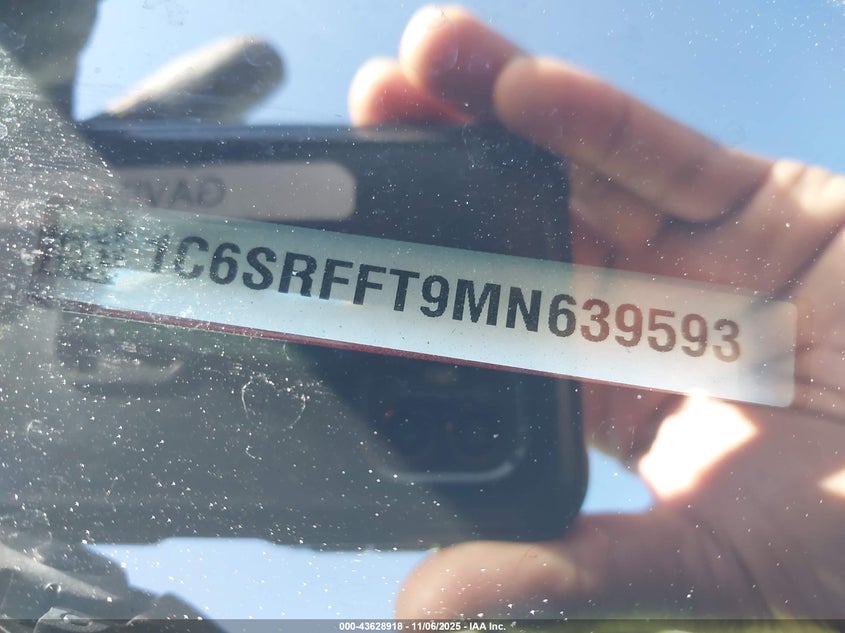 1C6SRFFT9MN639593
000-43628918 - 11/06/2025 - IAA Inc.